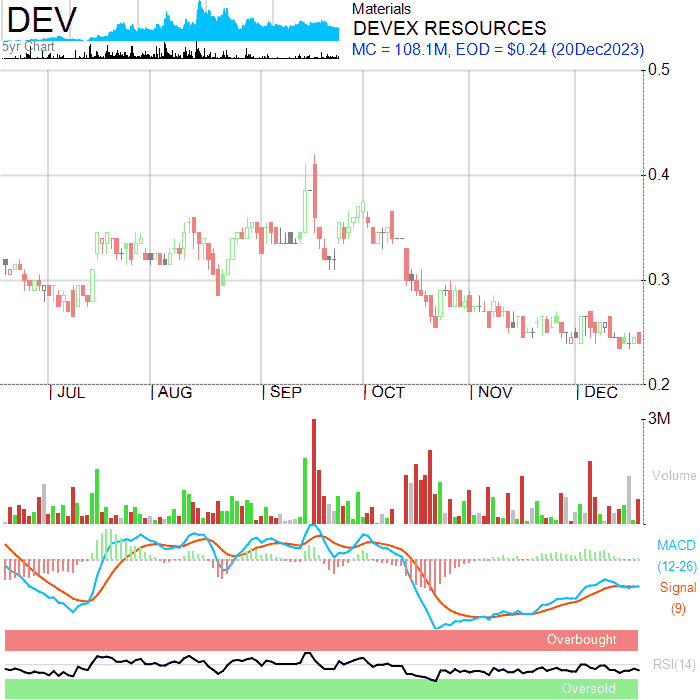 DEV
5yr Chart
Materials
DEVEX RESOURCES
MC = 108.1M, EOD = $0.24 (20Dec2023)
0.5
0.4
0.3
0.2
JUL AUG SEP OCT NOV DEC
3M
Volume
MACD
(12-26)
Signal
(9)
Overbought
RSI(14)
Oversold